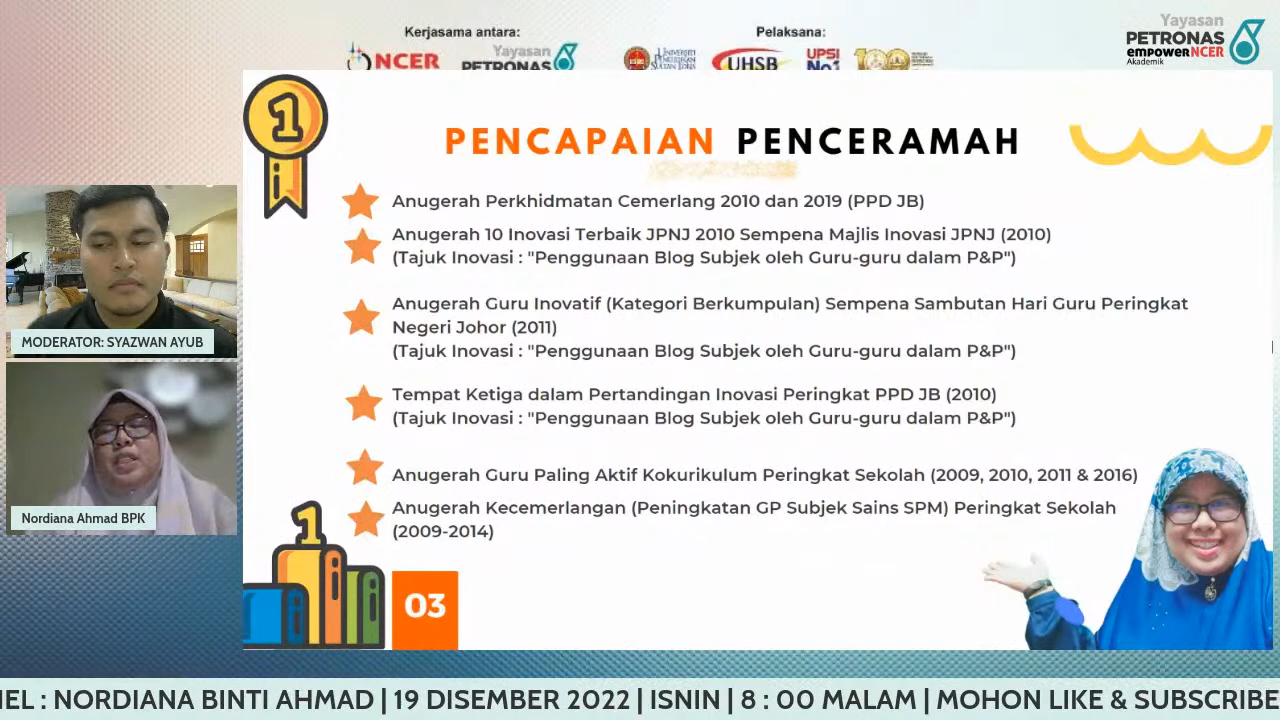 Kerjasama antara:
NCER
Yayasan
PETRONAS
Pelaksana:
UHSB
UPSI
No1
Yayasan
PETRONAS
empowerNCER
Akademik
PENCAPAIAN PENCERAMAH
Anugerah Perkhidmatan Cemerlang 2010 dan 2019 (PPD JB)
Anugerah 10 Inovasi Terbaik JPNJ 2010 Sempena Majlis Inovasi JPNJ (2010)
(Tajuk Inovasi : "Penggunaan Blog Subjek oleh Guru-guru dalam P&P")
Anugerah Guru Inovatif (Kategori Berkumpulan) Sempena Sambutan Hari Guru Peringkat
Negeri Johor (2011)
(Tajuk Inovasi : "Penggunaan Blog Subjek oleh Guru-guru dalam P&P")
Tempat Ketiga dalam Pertandingan Inovasi Peringkat PPD JB (2010)
(Tajuk Inovasi : "Penggunaan Blog Subjek oleh Guru-guru dalam P&P")
Anugerah Guru Paling Aktif Kokurikulum Peringkat Sekolah (2009, 2010, 2011 & 2016)
Anugerah Kecemerlangan (Peningkatan GP Subjek Sains SPM) Peringkat Sekolah
(2009-2014)
1
1
03
MODERATOR: SYAZWAN AYUB
Nordiana Ahmad BPK
NEL : NORDIANA BINTI AHMAD | 19 DISEMBER 2022 | ISNIN | 8 : 00 MALAM | MOHON LIKE & SUBSCRIBE